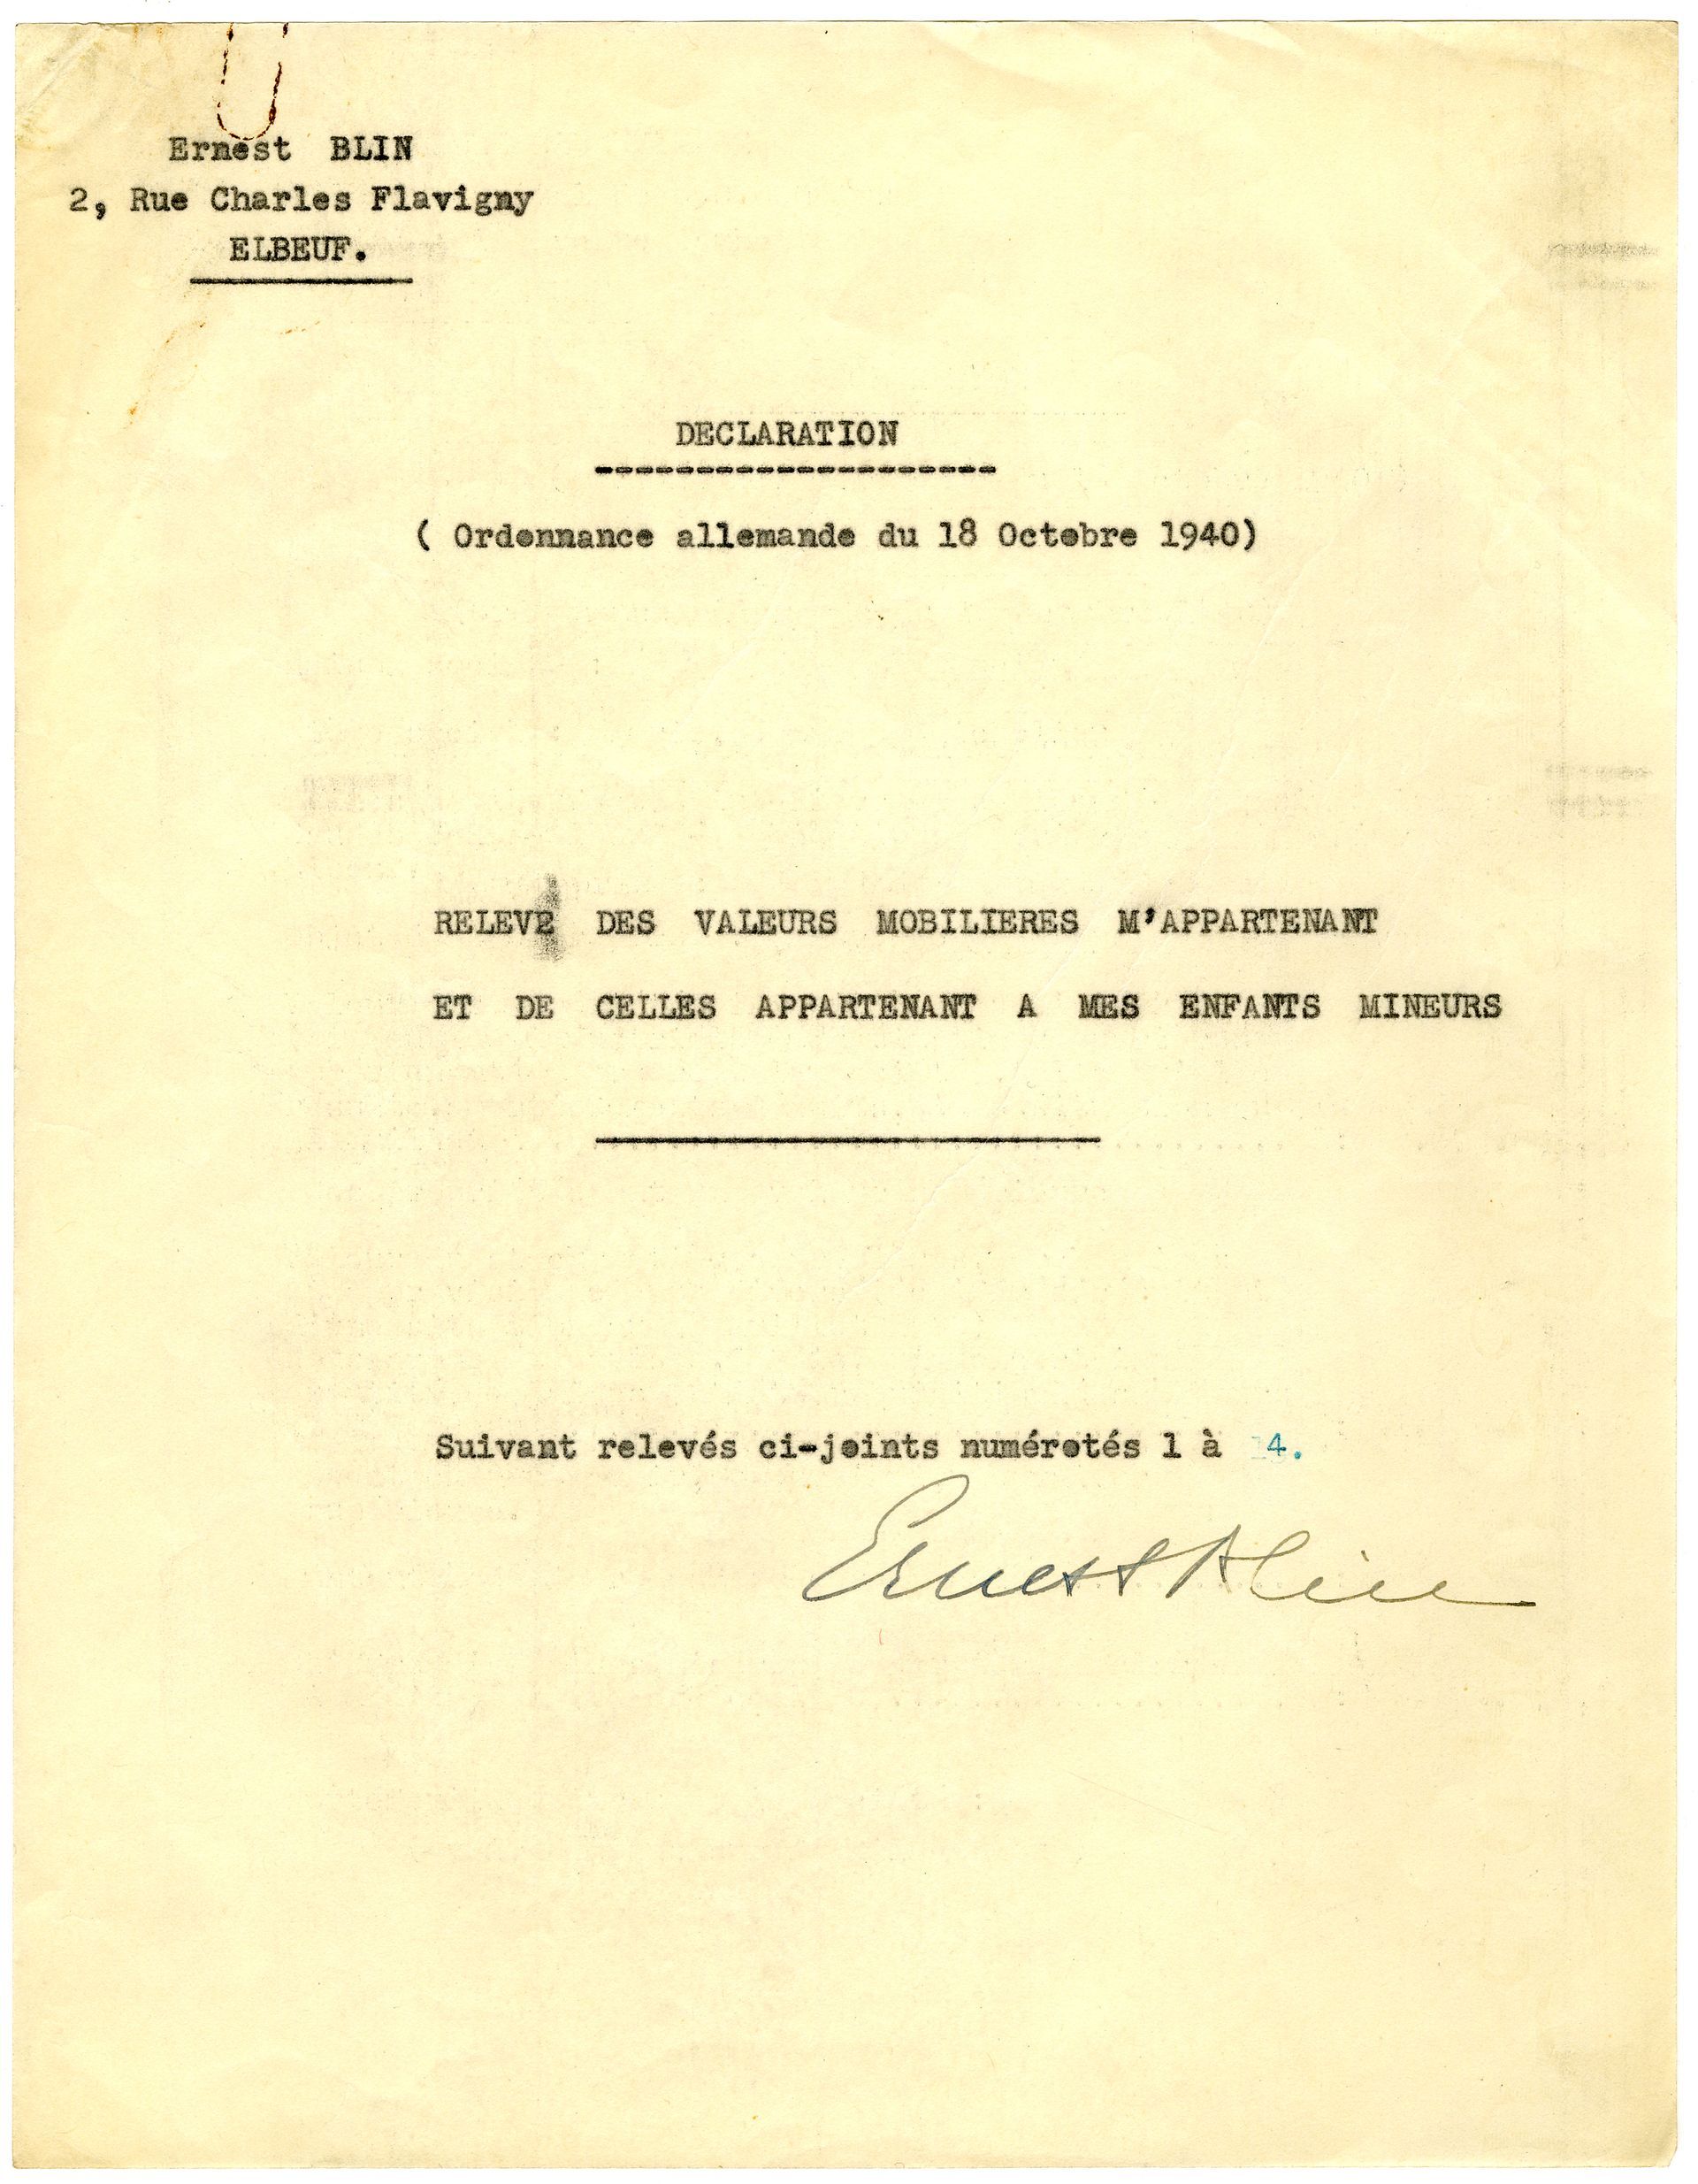 Ernest BLIN
2, Rue Charles Flavigny
ELBEUF.
DECLARATION
( Ordonnance allemande du 18 Octobre 1940)
RELEVE DES VALEURS MOBILIERES M'APPARTENANT
ET DE CELLES APPARTENANT A MES ENFANTS MINEURS
Suivant relevés ci-joints numérotés 1 à 4.
Ernest Blin